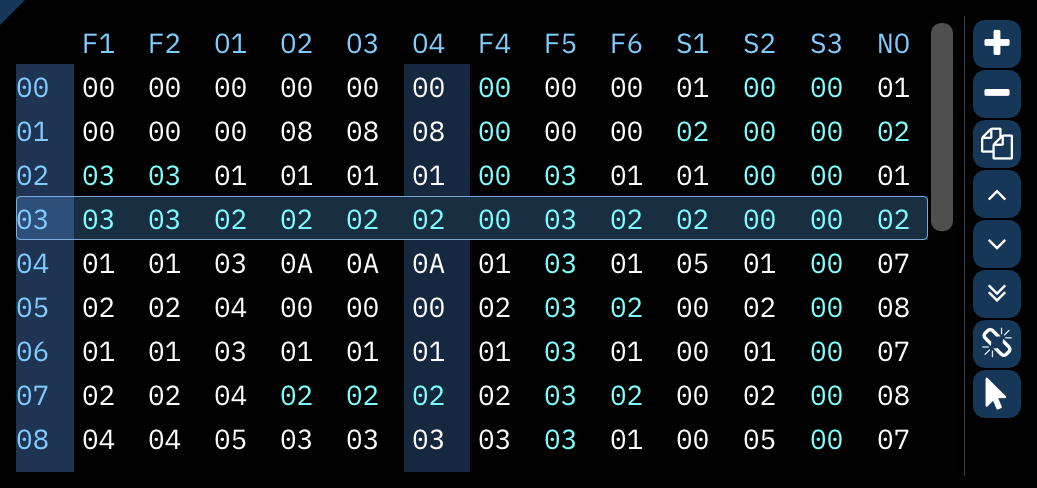 F1 F2 O1 O2 O3 O4 F4 F5 F6 S1 S2 S3 NO
00 00 00 00 00 00 00 00 00 00 01 00 00 01
01 00 00 00 08 08 08 00 00 00 02 00 00 02
02 03 03 01 01 01 01 00 03 01 01 00 00 01
03 03 03 02 02 02 02 00 03 02 02 00 00 02
04 01 01 03 0A 0A 0A 01 03 01 05 01 00 07
05 02 02 04 00 00 00 02 03 02 00 02 00 08
06 01 01 03 01 01 01 01 03 01 00 01 00 07
07 02 02 04 02 02 02 02 03 02 00 02 00 08
08 04 04 05 03 03 03 03 03 01 00 05 00 07